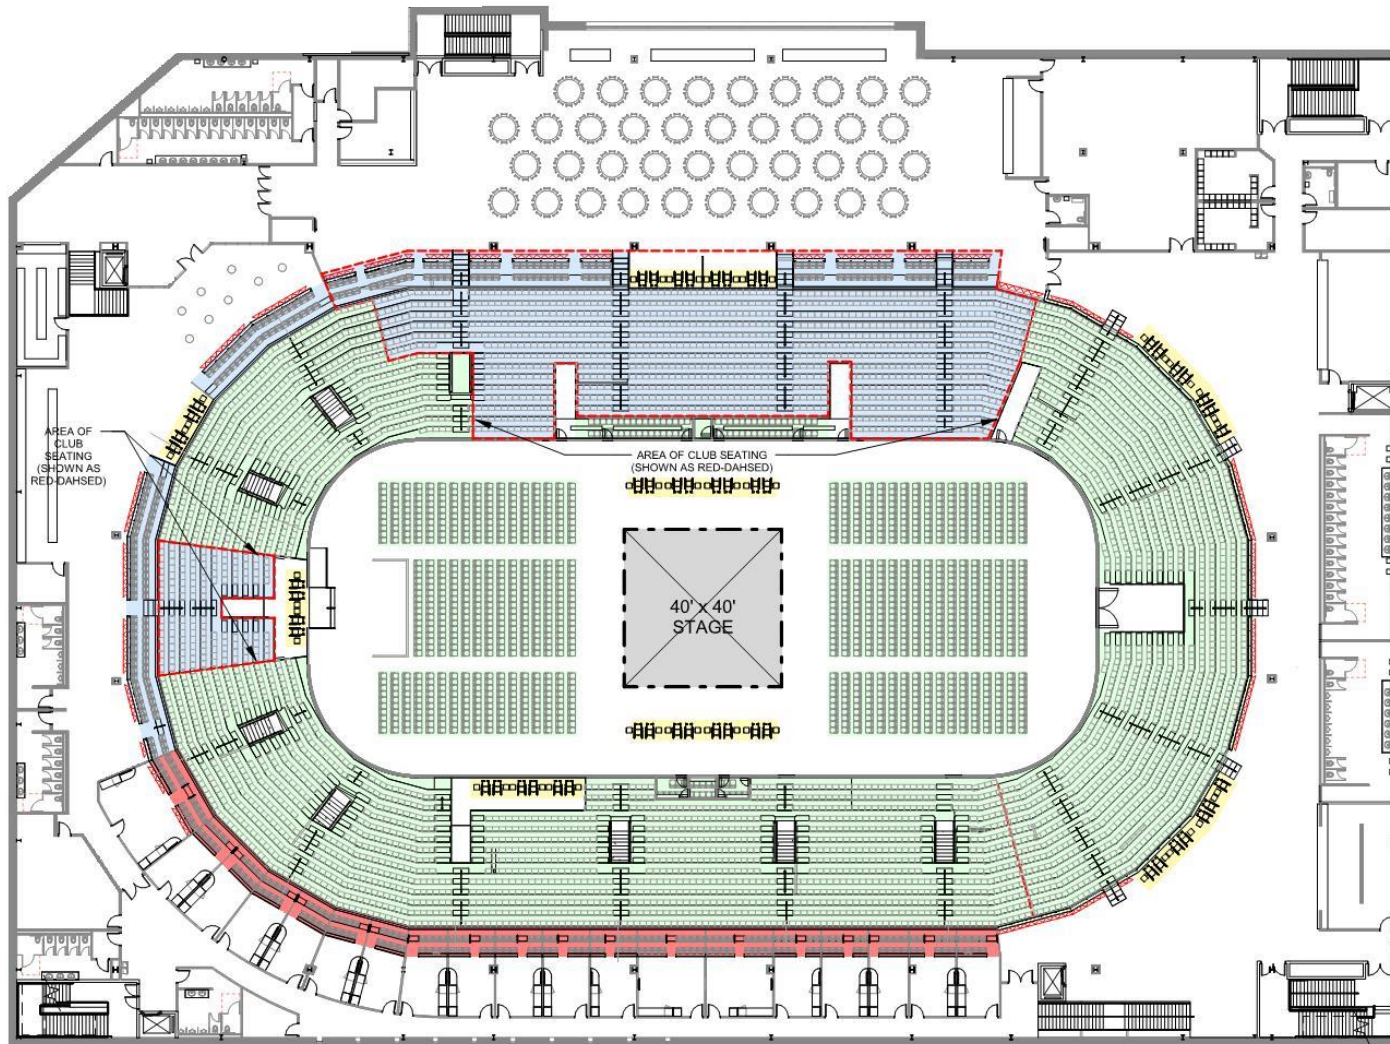 AREA OF
CLUB
SEATING
(SHOWN AS
RED-DAHSED)
AREA OF CLUB SEATING
(SHOWN AS RED-DAHSED)
40' x 40'
STAGE